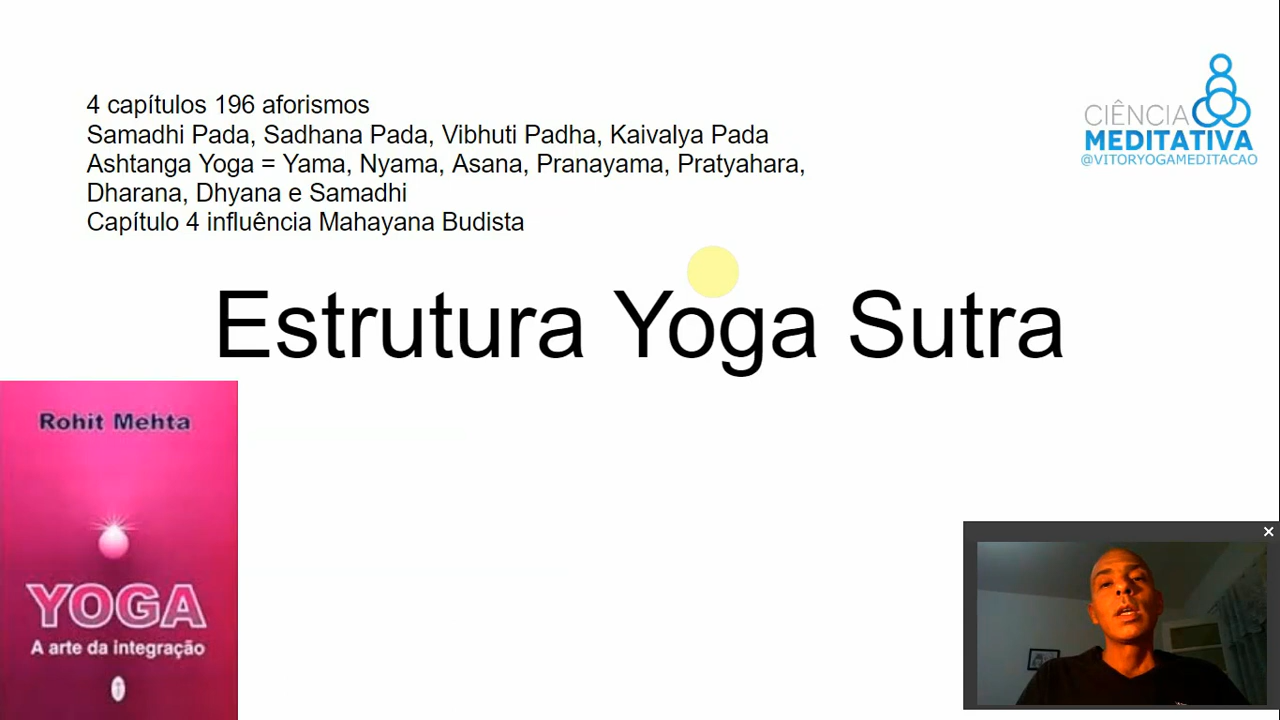 4 capítulos 196 aforismos
Samadhi Pada, Sadhana Pada, Vibhuti Padha, Kaivalya Pada
Ashtanga Yoga = Yama, Nyama, Asana, Pranayama, Pratyahara,
Dharana, Dhyana e Samadhi
Capítulo 4 influência Mahayana Budista
CIÊNCIA
MEDITATIVA
@VITORYOGAMEDITACAO
Estrutura Yoga Sutra
Rohit Mehta
YOGA
A arte da integração